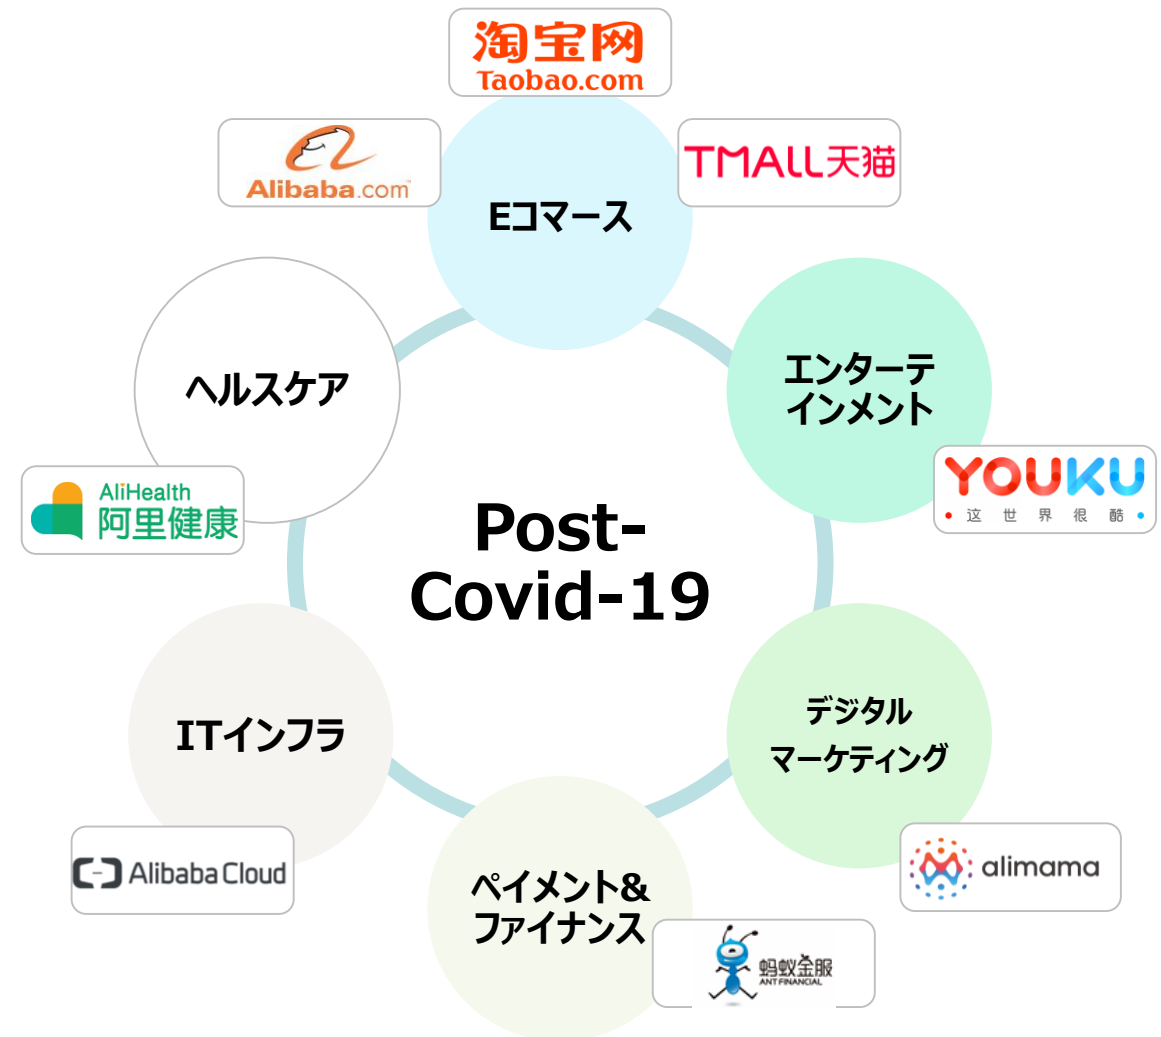 淘宝网
Taobao.com
Alibaba.com
TMALL天猫
Eコマース
エンターテ
インメント
YOUKU
这世界很酷
ヘルスケア
AliHealth
阿里健康
Post-
Covid-19
デジタル
マーケティング
alimama
ITインフラ
Alibaba Cloud
ペイメント&
ファイナンス
蚂蚁金服
ANT FINANCIAL